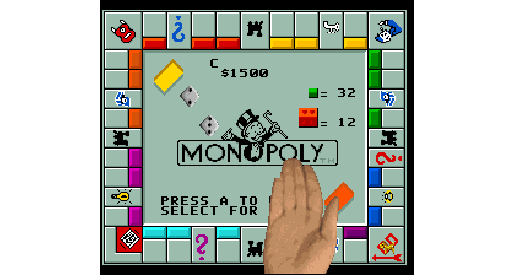 C
$1500
= 32
= 12
MONOPOLY TM
PRESS A TO
SELECT FOR